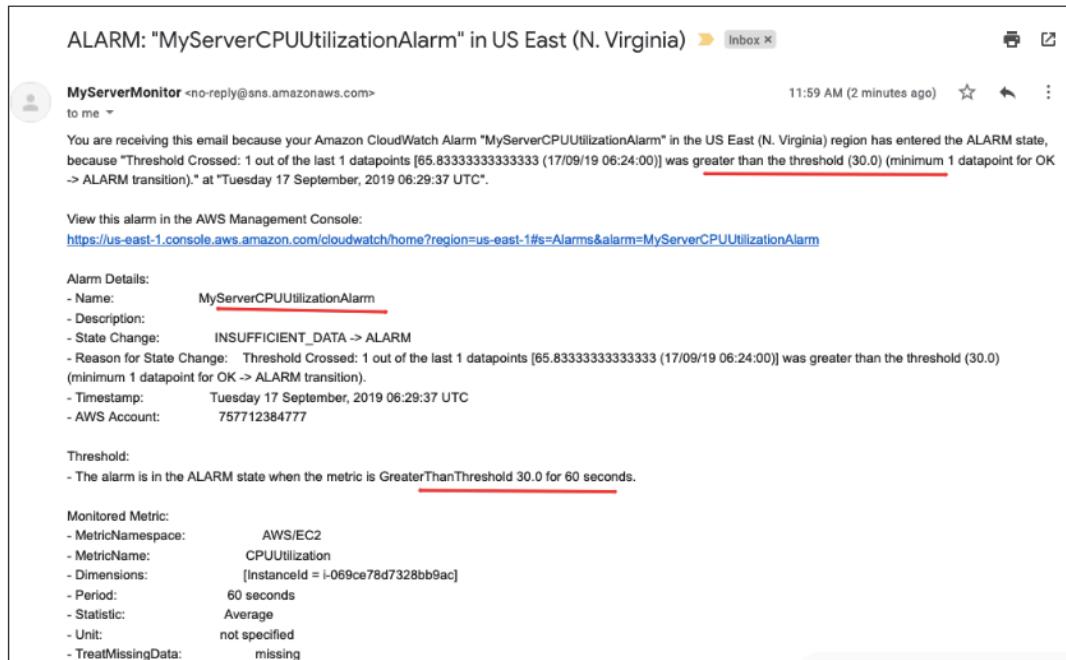 ALARM: "MyServerCPUUtilizationAlarm" in US East (N. Virginia) Inbox ×
MyServerMonitor <no-reply@sns.amazonaws.com> 11:59 AM (2 minutes ago)
to me
You are receiving this email because your Amazon CloudWatch Alarm "MyServerCPUUtilizationAlarm" in the US East (N. Virginia) region has entered the ALARM state,
because "Threshold Crossed: 1 out of the last 1 datapoints [65.83333333333333 (17/09/19 06:24:00)] was greater than the threshold (30.0) (minimum 1 datapoint for OK
-> ALARM transition)." at "Tuesday 17 September, 2019 06:29:37 UTC".
View this alarm in the AWS Management Console:
https://us-east-1.console.aws.amazon.com/cloudwatch/home?region=us-east-1#s=Alarms&alarm=MyServerCPUUtilizationAlarm
Alarm Details:
- Name: MyServerCPUUtilizationAlarm
- Description:
- State Change: INSUFFICIENT_DATA -> ALARM
- Reason for State Change: Threshold Crossed: 1 out of the last 1 datapoints [65.83333333333333 (17/09/19 06:24:00)] was greater than the threshold (30.0)
(minimum 1 datapoint for OK -> ALARM transition).
- Timestamp: Tuesday 17 September, 2019 06:29:37 UTC
- AWS Account: 757712384777
Threshold:
- The alarm is in the ALARM state when the metric is GreaterThanThreshold 30.0 for 60 seconds.
Monitored Metric:
- MetricNamespace: AWS/EC2
- MetricName: CPUUtilization
- Dimensions: [InstanceId = i-069ce78d7328bb9ac]
- Period: 60 seconds
- Statistic: Average
- Unit: not specified
- TreatMissingData: missing